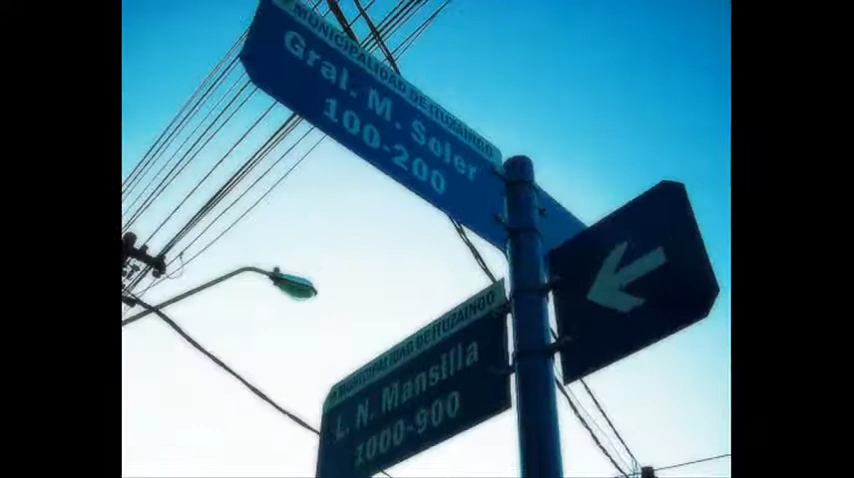 MUNICIPALIDAD DE ITUZAINGO
Gral. M. Soler
100-200
MUNICIPALIDAD DE ITUZAINGO
L. N. Mansilla
1000-900